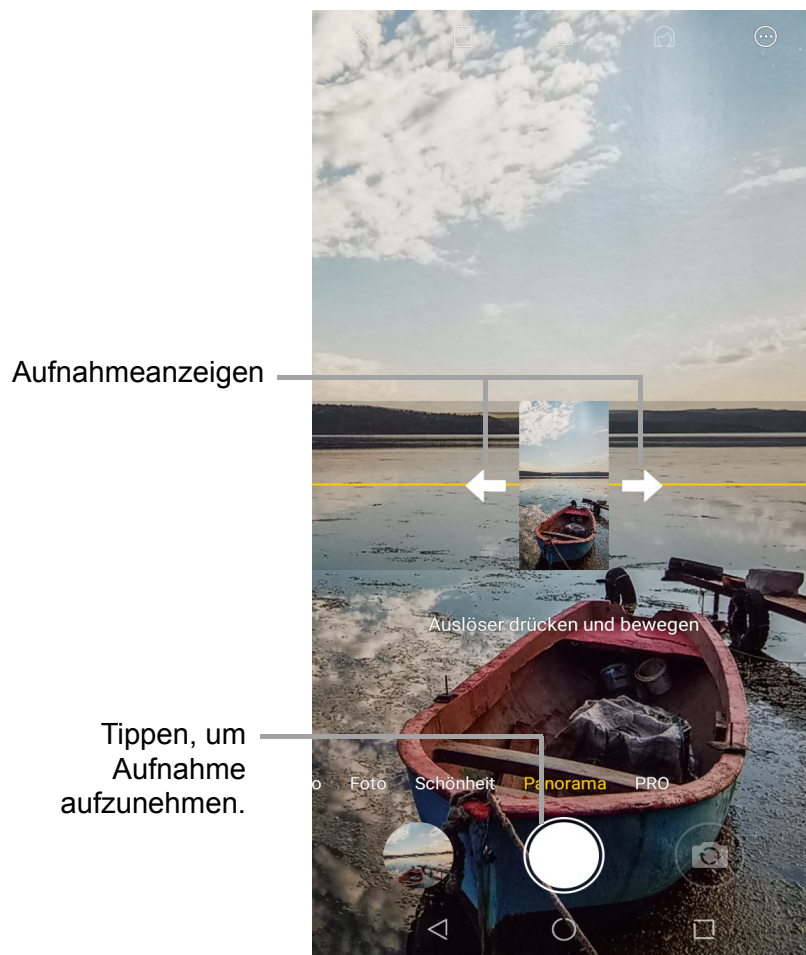 Aufnahmeanzeigen
Auslöser drücken und bewegen
Tippen, um
Aufnahme
aufzunehmen.
o Foto Schönheit Panorama PRO